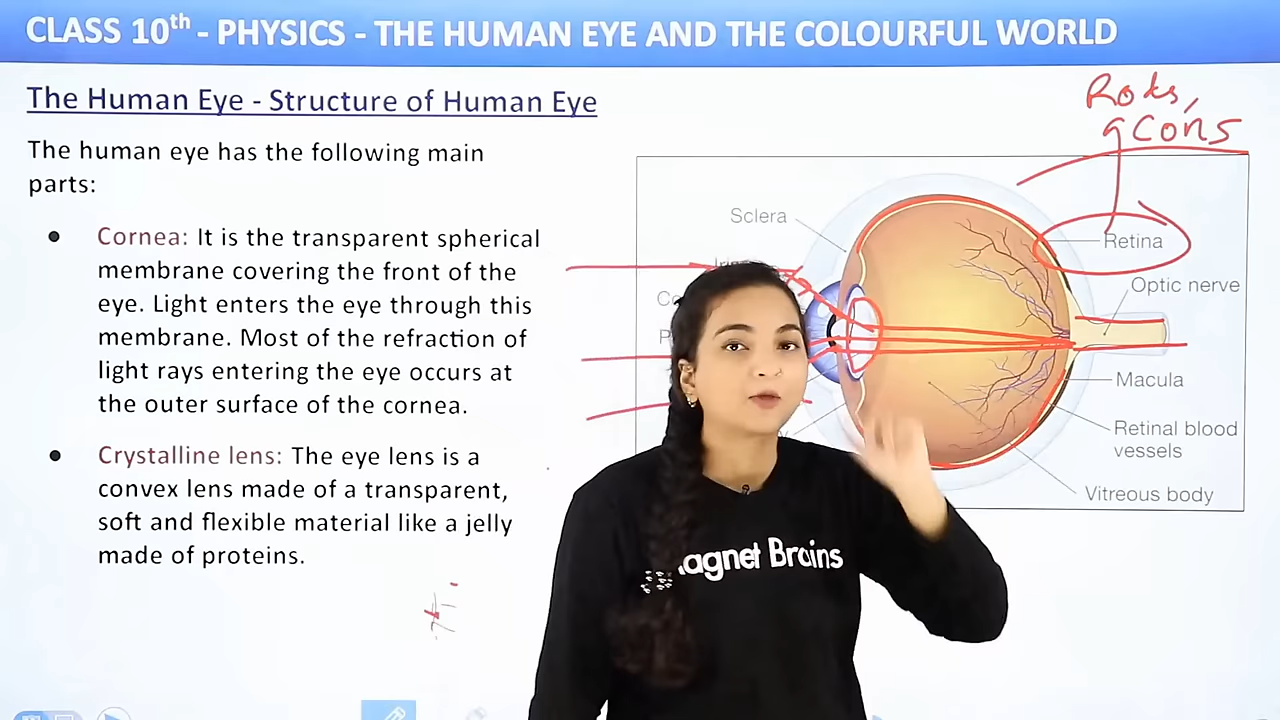 CLASS 10th - PHYSICS - THE HUMAN EYE AND THE COLOURFUL WORLD
The Human Eye - Structure of Human Eye
The human eye has the following main
parts:
● Cornea: It is the transparent spherical
membrane covering the front of the
eye. Light enters the eye through this
membrane. Most of the refraction of
light rays entering the eye occurs at
the outer surface of the cornea.
● Crystalline lens: The eye lens is a
convex lens made of a transparent,
soft and flexible material like a jelly
made of proteins.
Rods,
Cons
Sclera
Retina
Optic nerve
Macula
Retinal blood
vessels
Vitreous body
agnet Brains